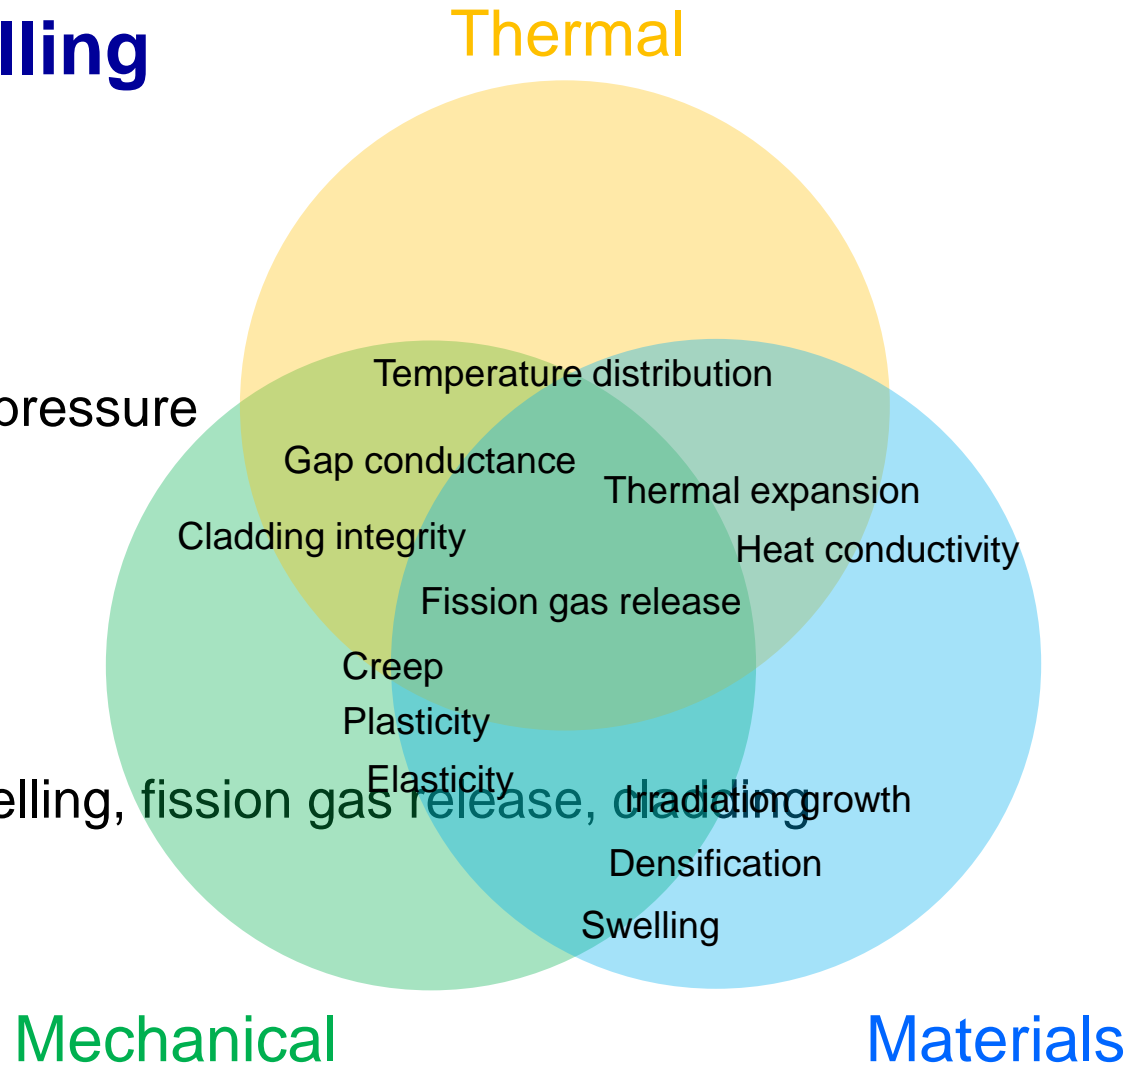 lling
Thermal
Temperature distribution
pressure
Gap conductance
Thermal expansion
Cladding integrity
Heat conductivity
Fission gas release
Creep
Plasticity
Elasticity
elling, fission gas release, cladding
Irradiation growth
Densification
Swelling
Mechanical
Materials